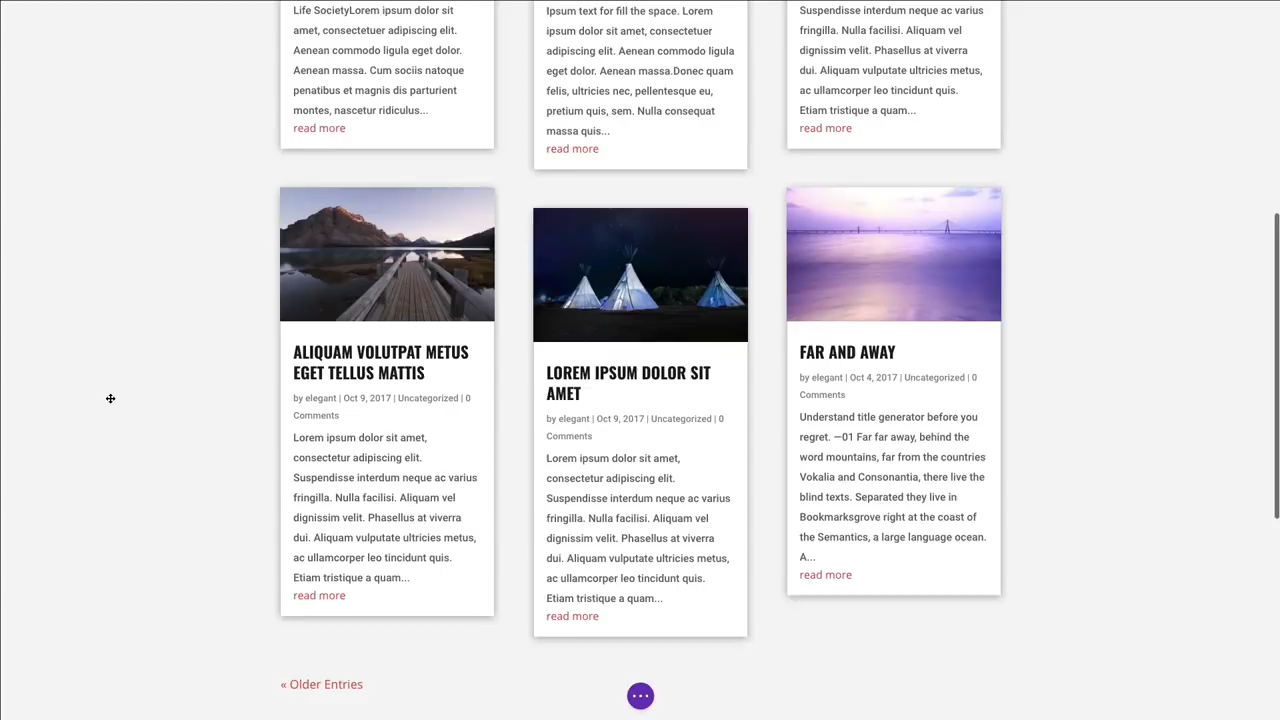 Life SocietyLorem ipsum dolor sit
amet, consectetuer adipiscing elit.
Aenean commodo ligula eget dolor.
Aenean massa. Cum sociis natoque
penatibus et magnis dis parturient
montes, nascetur ridiculus...
read more
Ipsum text for fill the space. Lorem
ipsum dolor sit amet, consectetuer
adipiscing elit. Aenean commodo ligula
eget dolor. Aenean massa.Donec quam
felis, ultricies nec, pellentesque eu,
pretium quis, sem. Nulla consequat
massa quis...
read more
Suspendisse interdum neque ac varius
fringilla. Nulla facilisi. Aliquam vel
dignissim velit. Phasellus at viverra
dui. Aliquam vulputate ultricies metus,
ac ullamcorper leo tincidunt quis.
Etiam tristique a quam...
read more
ALIQUAM VOLUTPAT METUS
EGET TELLUS MATTIS
by elegant | Oct 9, 2017 | Uncategorized | 0
Comments
Lorem ipsum dolor sit amet,
consectetur adipiscing elit.
Suspendisse interdum neque ac varius
fringilla. Nulla facilisi. Aliquam vel
dignissim velit. Phasellus at viverra
dui. Aliquam vulputate ultricies metus,
ac ullamcorper leo tincidunt quis.
Etiam tristique a quam...
read more
LOREM IPSUM DOLOR SIT
AMET
by elegant | Oct 9, 2017 | Uncategorized | 0
Comments
Lorem ipsum dolor sit amet,
consectetur adipiscing elit.
Suspendisse interdum neque ac varius
fringilla. Nulla facilisi. Aliquam vel
dignissim velit. Phasellus at viverra
dui. Aliquam vulputate ultricies metus,
ac ullamcorper leo tincidunt quis.
Etiam tristique a quam...
read more
FAR AND AWAY
by elegant | Oct 4, 2017 | Uncategorized | 0
Comments
Understand title generator before you
regret. —01 Far far away, behind the
word mountains, far from the countries
Vokalia and Consonantia, there live the
blind texts. Separated they live in
Bookmarksgrove right at the coast of
the Semantics, a large language ocean.
A...
read more
« Older Entries